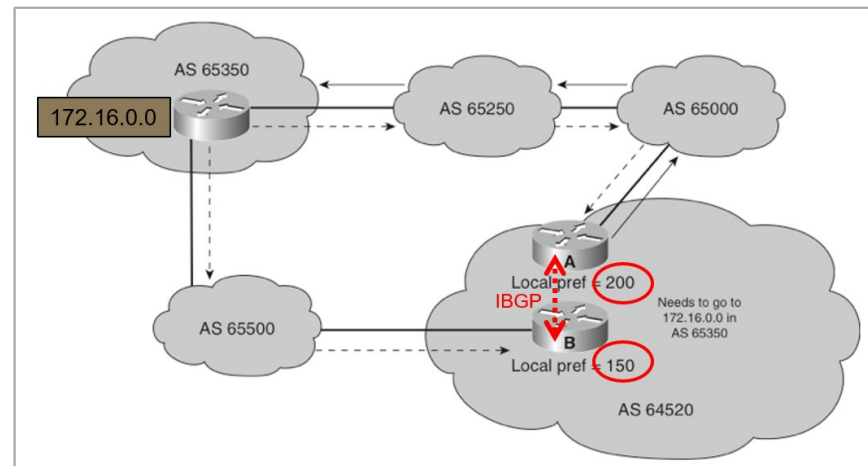 AS 65350
172.16.0.0
AS 65250
AS 65000
A
Local pref = 200
IBGP
Needs to go to
172.16.0.0 in
AS 65350
B
Local pref = 150
AS 65500
AS 64520